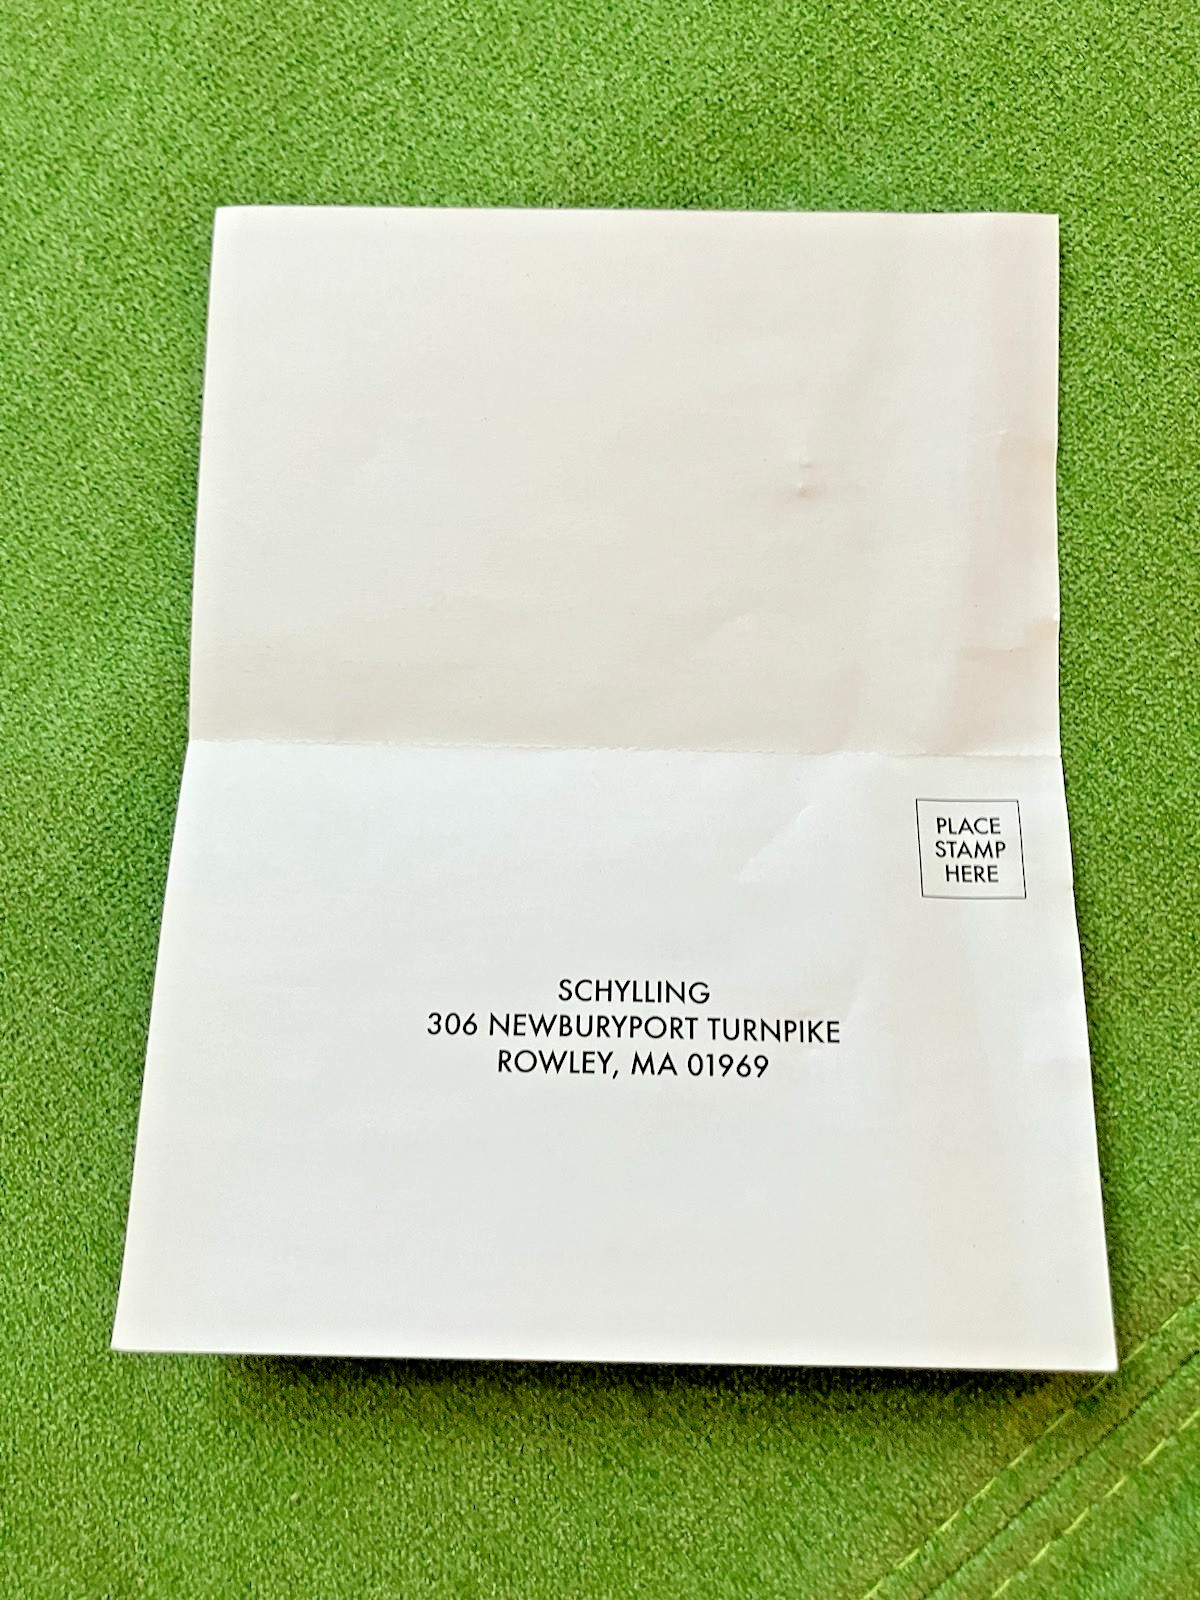 PLACE
STAMP
HERE
SCHYLLING
306 NEWBURYPORT TURNPIKE
ROWLEY, MA 01969